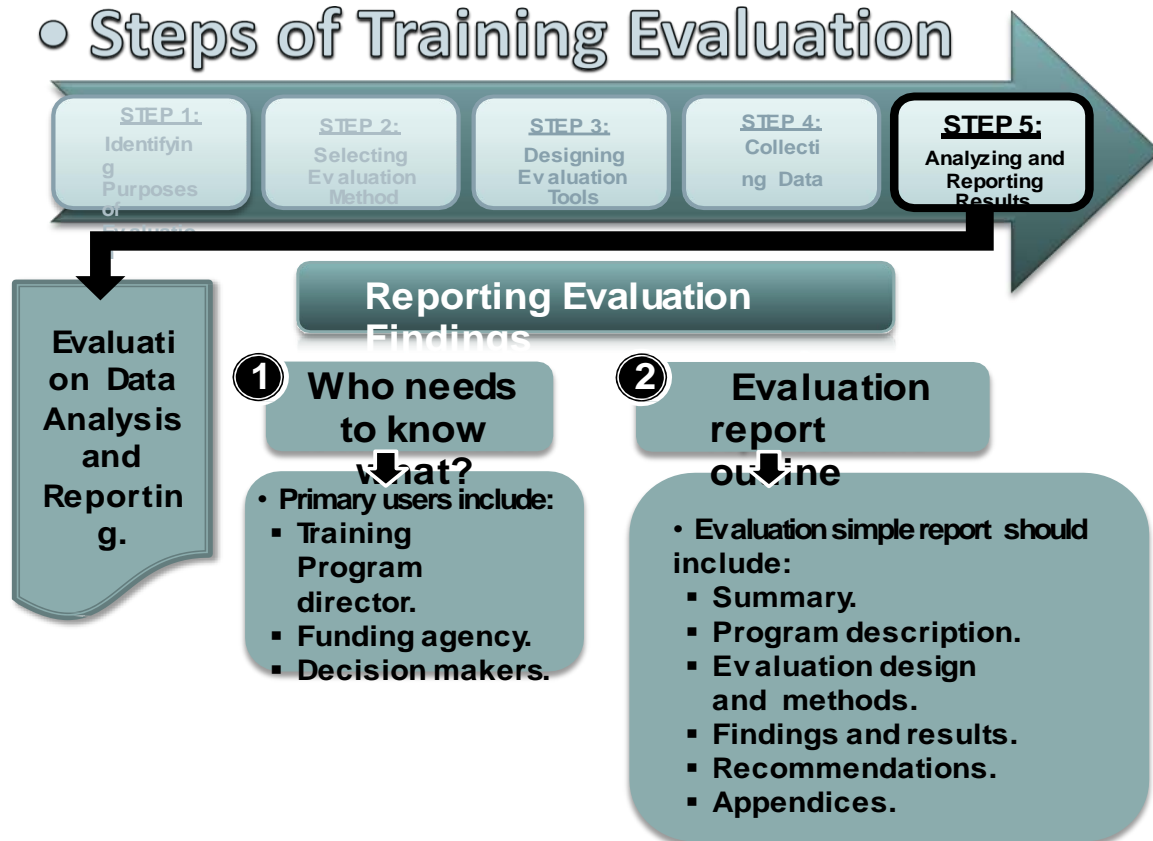 • Steps of Training Evaluation
STEP 1:
Identifyin
g
Purposes
of
Evaluatio
STEP 2:
Selecting
Evaluation
Method
STEP 3:
Designing
Evaluation
Tools
STEP 4:
Collecti
ng Data
STEP 5:
Analyzing and
Reporting
Results
Reporting Evaluation
Findings
Evaluati
on Data
Analysis
and
Reportin
g.
1
Who needs
to know
what?
• Primary users include:
▪ Training
Program
director.
▪ Funding agency.
▪ Decision makers.
2
Evaluation
report
outline
• Evaluation simple report should
include:
▪ Summary.
▪ Program description.
▪ Evaluation design
and methods.
▪ Findings and results.
▪ Recommendations.
▪ Appendices.